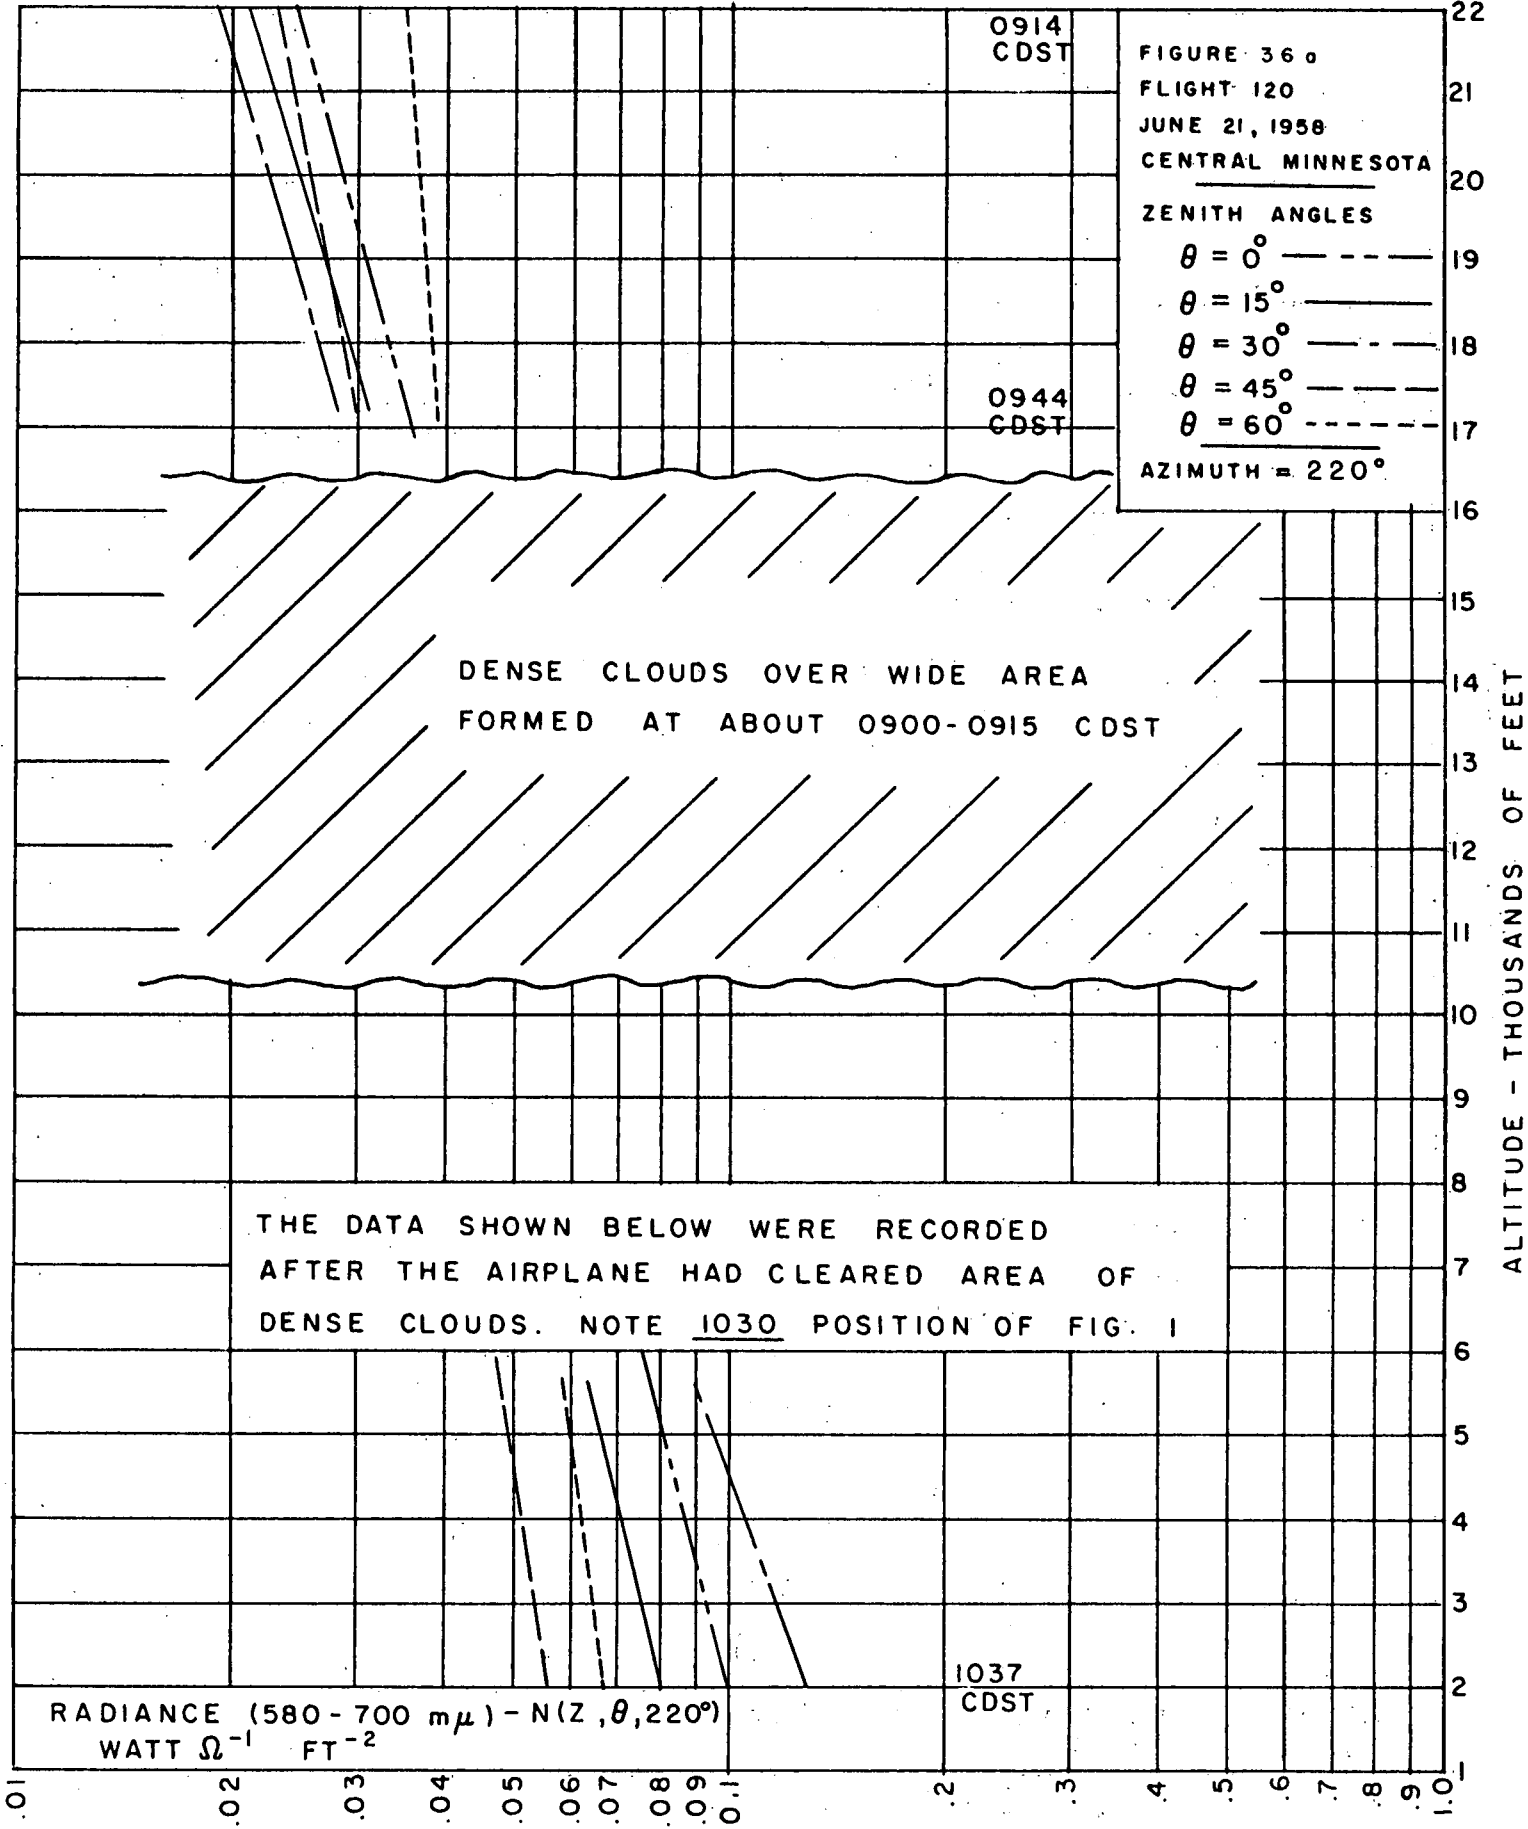 0914
CDST
FIGURE 36a
FLIGHT 120
JUNE 21, 1958
CENTRAL MINNESOTA
ZENITH ANGLES
θ = 0°
θ = 15°
θ = 30°
θ = 45°
θ = 60°
AZIMUTH = 220°
0944
CDST
DENSE CLOUDS OVER WIDE AREA
FORMED AT ABOUT 0900-0915 CDST
THE DATA SHOWN BELOW WERE RECORDED
AFTER THE AIRPLANE HAD CLEARED AREA OF
DENSE CLOUDS. NOTE 1030 POSITION OF FIG. 1
1037
CDST
RADIANCE (580-700 mμ) - N(Z,θ,220°)
WATT Ω⁻¹ FT⁻²
22
21
20
19
18
17
16
15
14
13
12
11
10
9
8
7
6
5
4
3
2
1
ALTITUDE - THOUSANDS OF FEET
.01
.02
.03
.04
.05
.06
.07
.08
.09
0.1
.2
.3
.4
.5
.6
.7
.8
.9
1.0